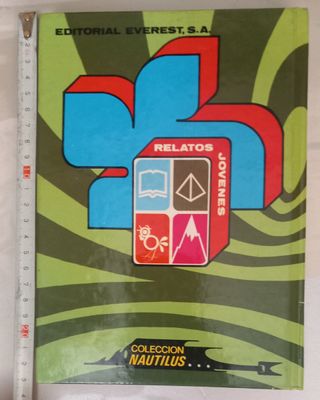 EDITORIAL EVEREST, S.A.
RELATOS
JOVENES
COLECCION
NAUTILUS...